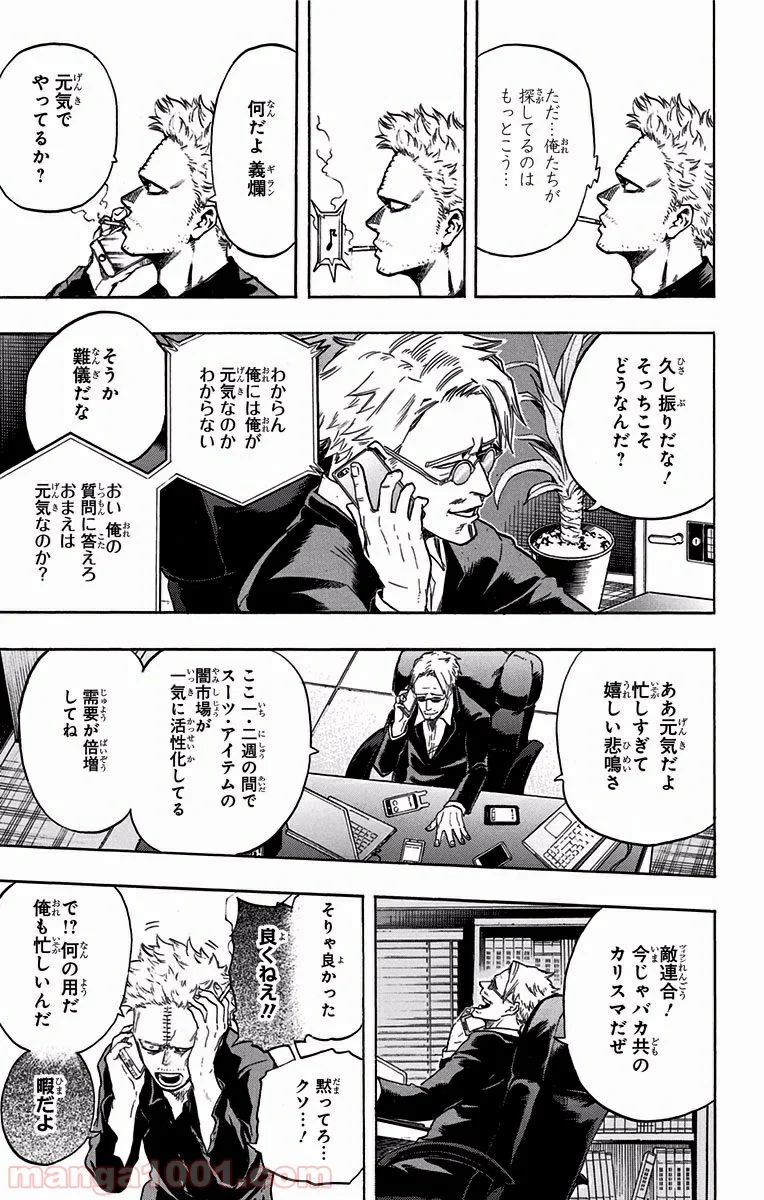 ただ…俺たちが
探してるのは
もっとこう…
♪
何だよ 義爛
元気で
やってるか？
久し振りだな！
そっちこそ
どうなんだ？
わからん
俺には俺が
元気なのか
わからない
そうか
難儀だな
おい 俺の
質問に答えろ
おまえは
元気なのか？
ああ元気だよ
忙しすぎて
嬉しい悲鳴さ
ここ一・二週の間で
スーツ・アイテムの
闇市場が
一気に活性化してる
需要が倍増
してね
敵連合！
今じゃバカ共の
カリスマだぜ
そりゃ良かった
良くねえ!!
黙ってろ…
クソ…！
で!?何の用だ
俺も忙しいんだ
暇だよ
manga1001.com